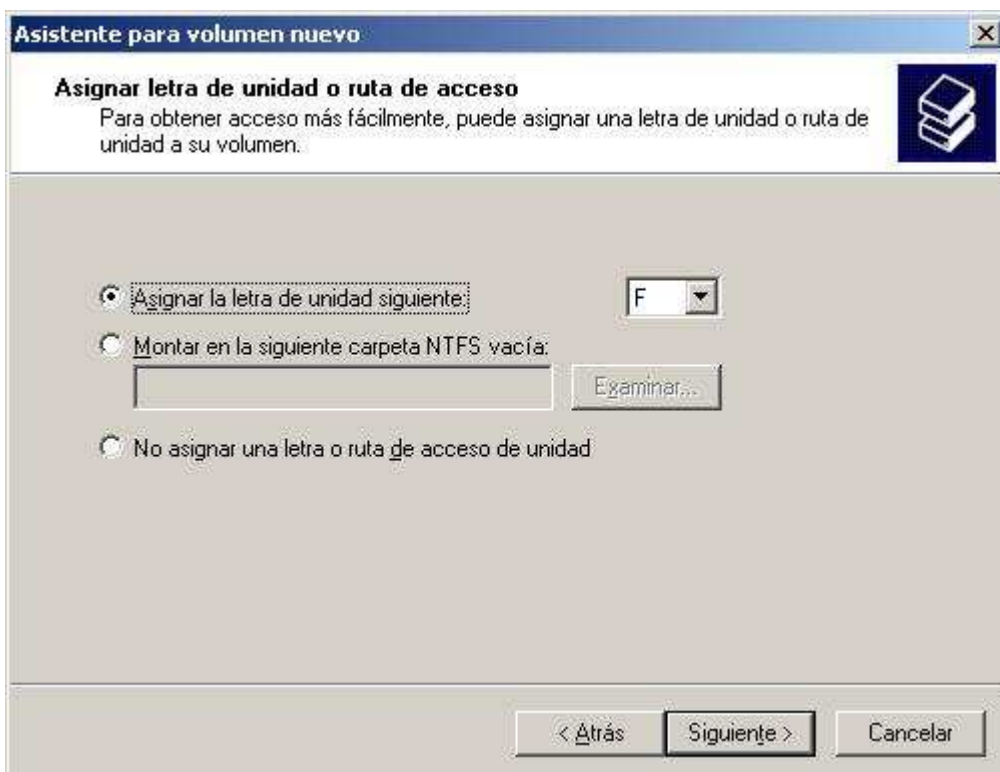 Asistente para volumen nuevo
Asignar letra de unidad o ruta de acceso
Para obtener acceso más fácilmente, puede asignar una letra de unidad o ruta de
unidad a su volumen.
Asignar la letra de unidad siguiente:
F
Montar en la siguiente carpeta NTFS vacía:
Examinar...
No asignar una letra o ruta de acceso de unidad
< Atrás
Siguiente >
Cancelar